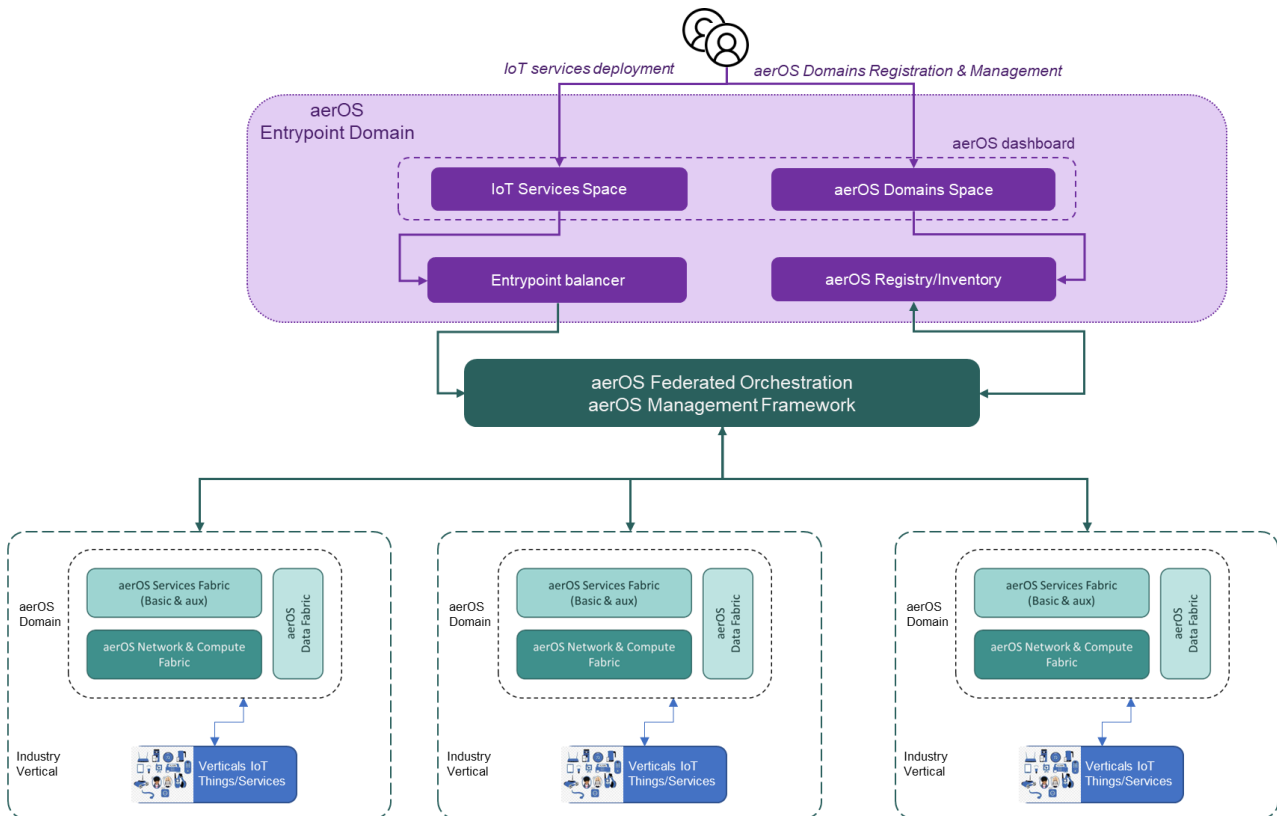 IoT services deployment
aerOS Domains Registration & Management
aerOS
Entrypoint Domain
aerOS dashboard
IoT Services Space
aerOS Domains Space
Entrypoint balancer
aerOS Registry/Inventory
aerOS Federated Orchestration
aerOS Management Framework
aerOS
Domain
aerOS Services Fabric
(Basic & aux)
aerOS Network & Compute
Fabric
aerOS
Data Fabric
Industry
Vertical
Verticals IoT
Things/Services
aerOS
Domain
aerOS Services Fabric
(Basic & aux)
aerOS Network & Compute
Fabric
aerOS
Data Fabric
Industry
Vertical
Verticals IoT
Things/Services
aerOS
Domain
aerOS Services Fabric
(Basic & aux)
aerOS Network & Compute
Fabric
aerOS
Data Fabric
Industry
Vertical
Verticals IoT
Things/Services